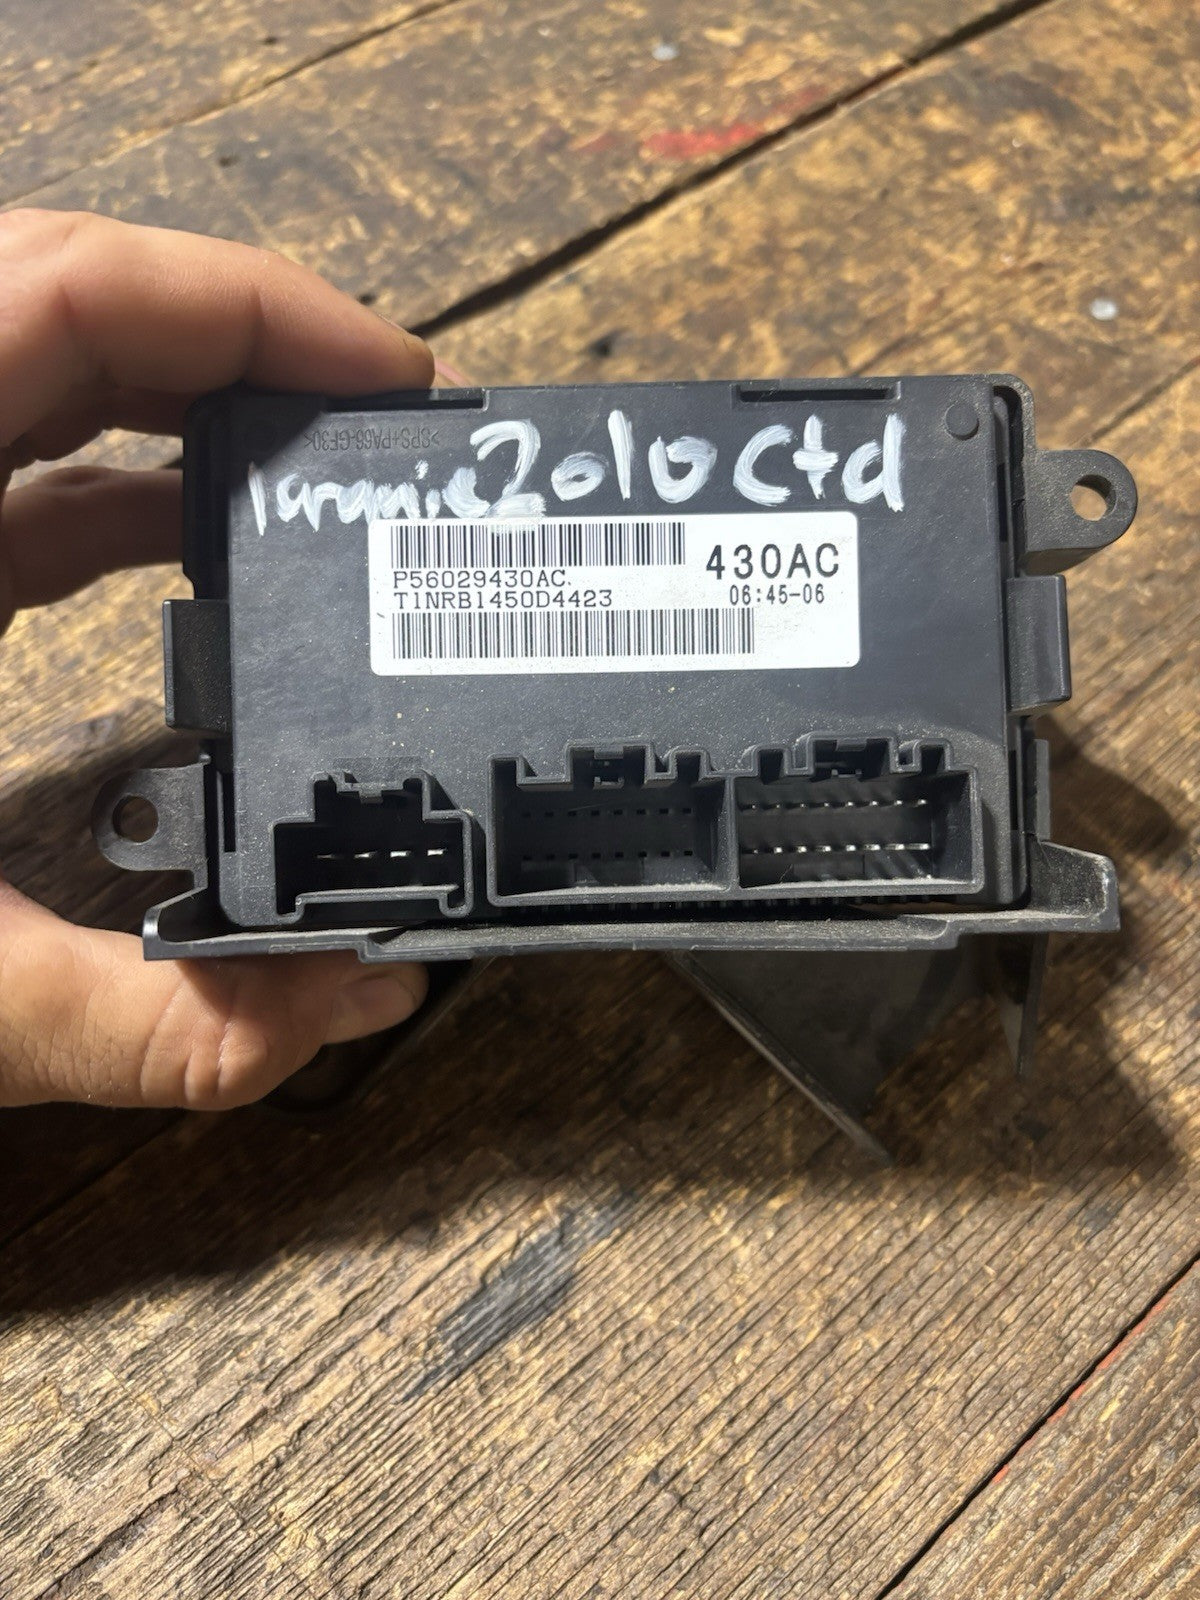 >SPS+PA66-GF30<
Laramie 2010 Ctd
430AC
P56029430AC
T1NRB1450D4423
06:45-06